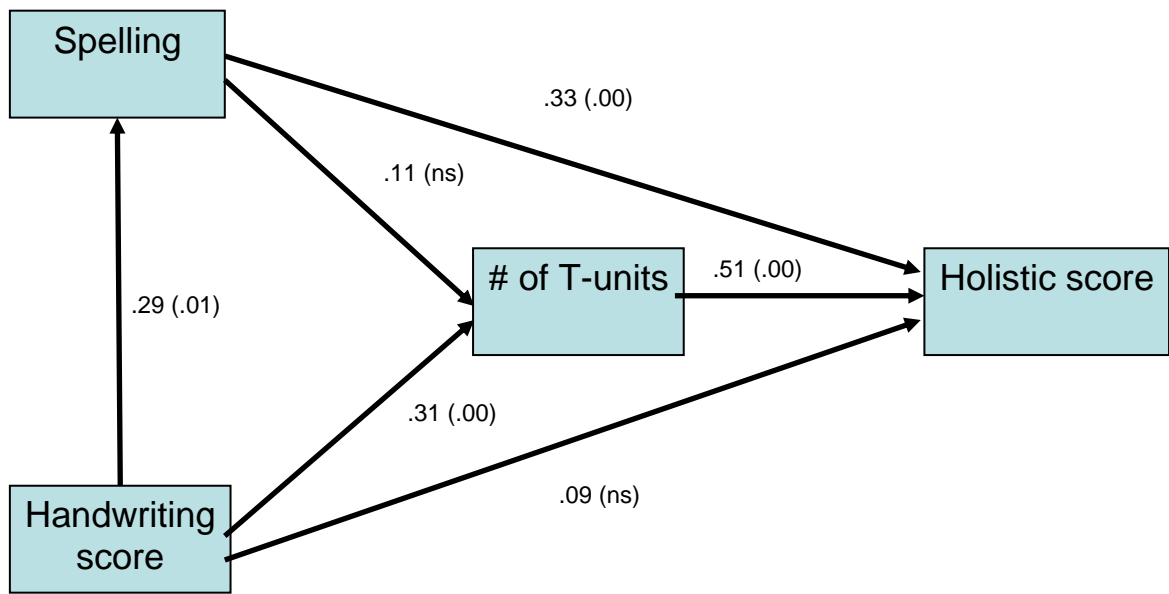 Spelling
.33 (.00)
.11 (ns)
# of T-units
.51 (.00)
Holistic score
.29 (.01)
.31 (.00)
.09 (ns)
Handwriting
score